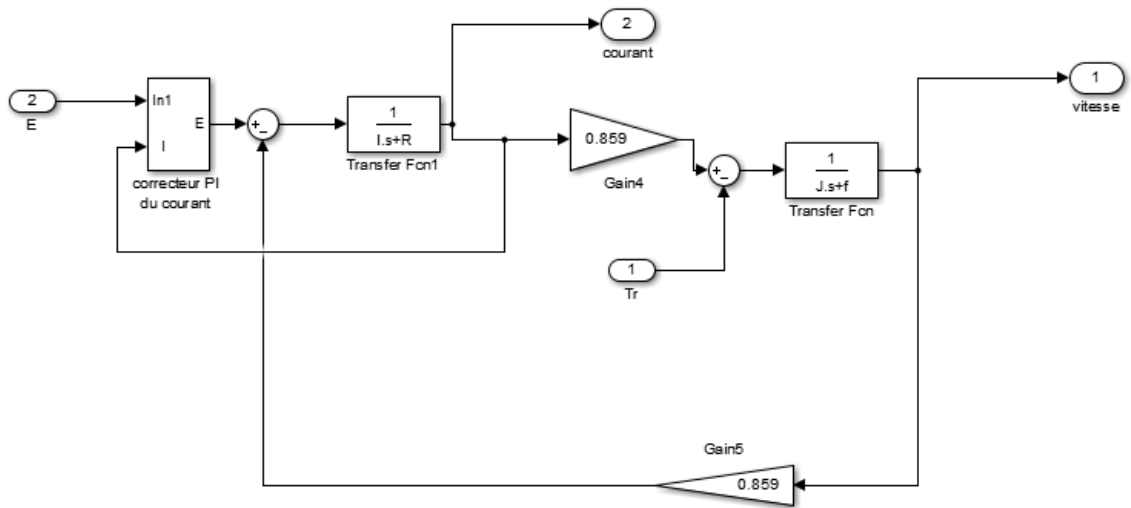 2
courant
1
vitesse
2
E
In1
E
I
correcteur PI
du courant
+
-
1
I.s+R
Transfer Fcn1
0.859
Gain4
+
-
1
J.s+f
Transfer Fcn
1
Tr
Gain5
0.859